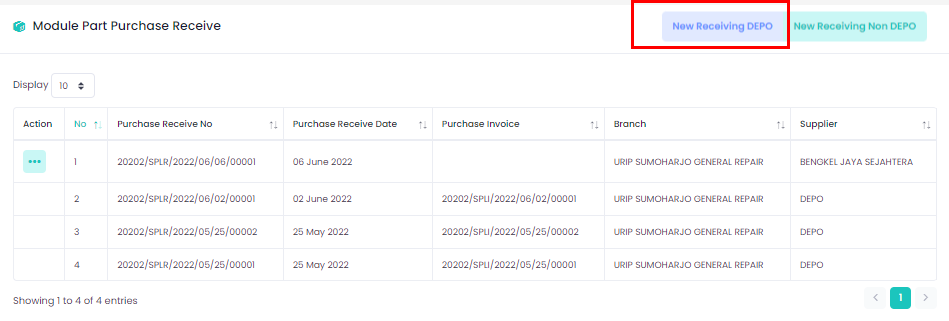 Module Part Purchase Receive
New Receiving DEPO
New Receiving Non DEPO
Display 10
Action No Purchase Receive No Purchase Receive Date Purchase Invoice Branch Supplier
1 20202/SPLR/2022/06/06/00001 06 June 2022 URIP SUMOHARJO GENERAL REPAIR BENGKEL JAYA SEJAHTERA
2 20202/SPLR/2022/06/02/00001 02 June 2022 20202/SPLI/2022/06/02/00001 URIP SUMOHARJO GENERAL REPAIR DEPO
3 20202/SPLR/2022/05/25/00002 25 May 2022 20202/SPLI/2022/05/25/00002 URIP SUMOHARJO GENERAL REPAIR DEPO
4 20202/SPLR/2022/05/25/00001 25 May 2022 20202/SPLI/2022/05/25/00001 URIP SUMOHARJO GENERAL REPAIR DEPO
Showing 1 to 4 of 4 entries
1